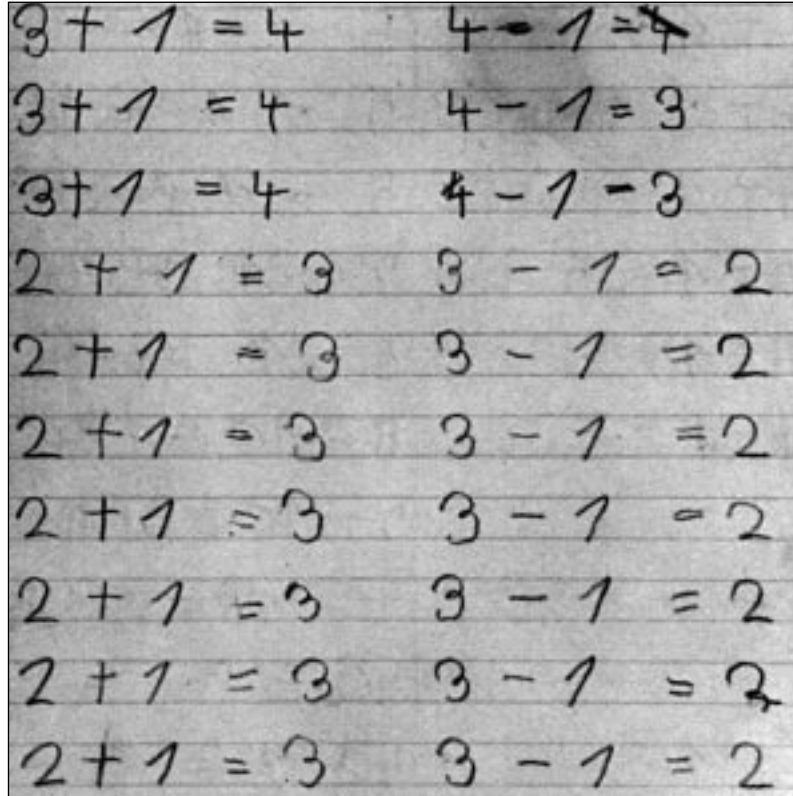 3 + 1 = 4 4 - 1 = 4
3 + 1 = 4 4 - 1 = 3
3 + 1 = 4 4 - 1 = 3
2 + 1 = 3 3 - 1 = 2
2 + 1 = 3 3 - 1 = 2
2 + 1 = 3 3 - 1 = 2
2 + 1 = 3 3 - 1 = 2
2 + 1 = 3 3 - 1 = 2
2 + 1 = 3 3 - 1 = 2
2 + 1 = 3 3 - 1 = 2